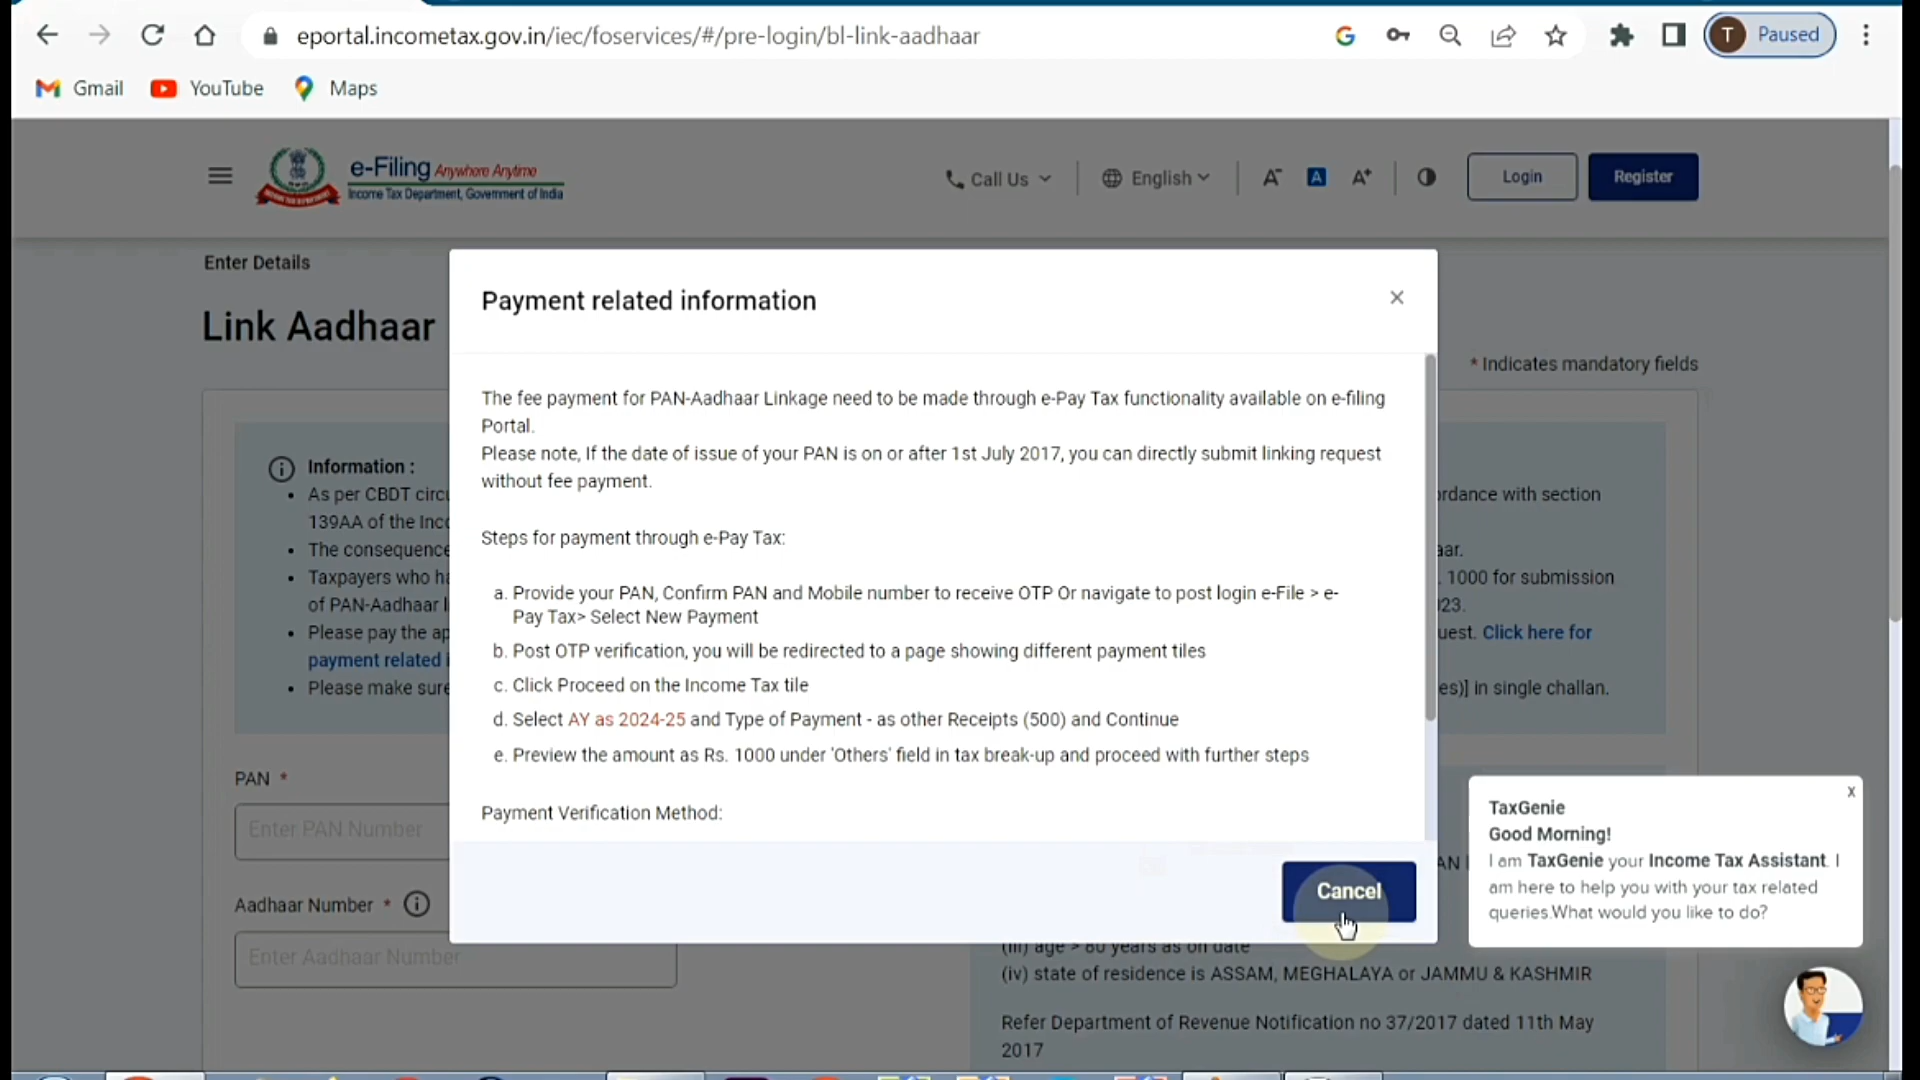 eportal.incometax.gov.in/iec/foservices/#/pre-login/bl-link-aadhaar
T Paused
Gmail YouTube Maps
e-Filing Anywhere Anytime
Income Tax Department, Government of India
Call Us English A- A A+ Login Register
Enter Details
Link Aadhaar
* Indicates mandatory fields
Payment related information
×
The fee payment for PAN-Aadhaar Linkage need to be made through e-Pay Tax functionality available on e-filing
Portal.
Please note, If the date of issue of your PAN is on or after 1st July 2017, you can directly submit linking request
without fee payment.
Steps for payment through e-Pay Tax:
a. Provide your PAN, Confirm PAN and Mobile number to receive OTP Or navigate to post login e-File > e-
Pay Tax> Select New Payment
b. Post OTP verification, you will be redirected to a page showing different payment tiles
c. Click Proceed on the Income Tax tile
d. Select AY as 2024-25 and Type of Payment - as other Receipts (500) and Continue
e. Preview the amount as Rs. 1000 under 'Others' field in tax break-up and proceed with further steps
Payment Verification Method:
Cancel
Information :
As per CBDT
ordance with section
139AA of the
The consequence
aar.
Taxpayers who
1000 for submission
of PAN-Aadhaar
23.
Please pay the
uest. Click here for
payment related
Please make sure
es)] in single challan.
PAN *
Enter PAN Number
Aadhaar Number *
Enter Aadhaar Number
(iii) age > 80 years as on date
(iv) state of residence is ASSAM, MEGHALAYA or JAMMU & KASHMIR
Refer Department of Revenue Notification no 37/2017 dated 11th May
2017
x
TaxGenie
Good Morning!
I am TaxGenie your Income Tax Assistant. I
am here to help you with your tax related
queries.What would you like to do?